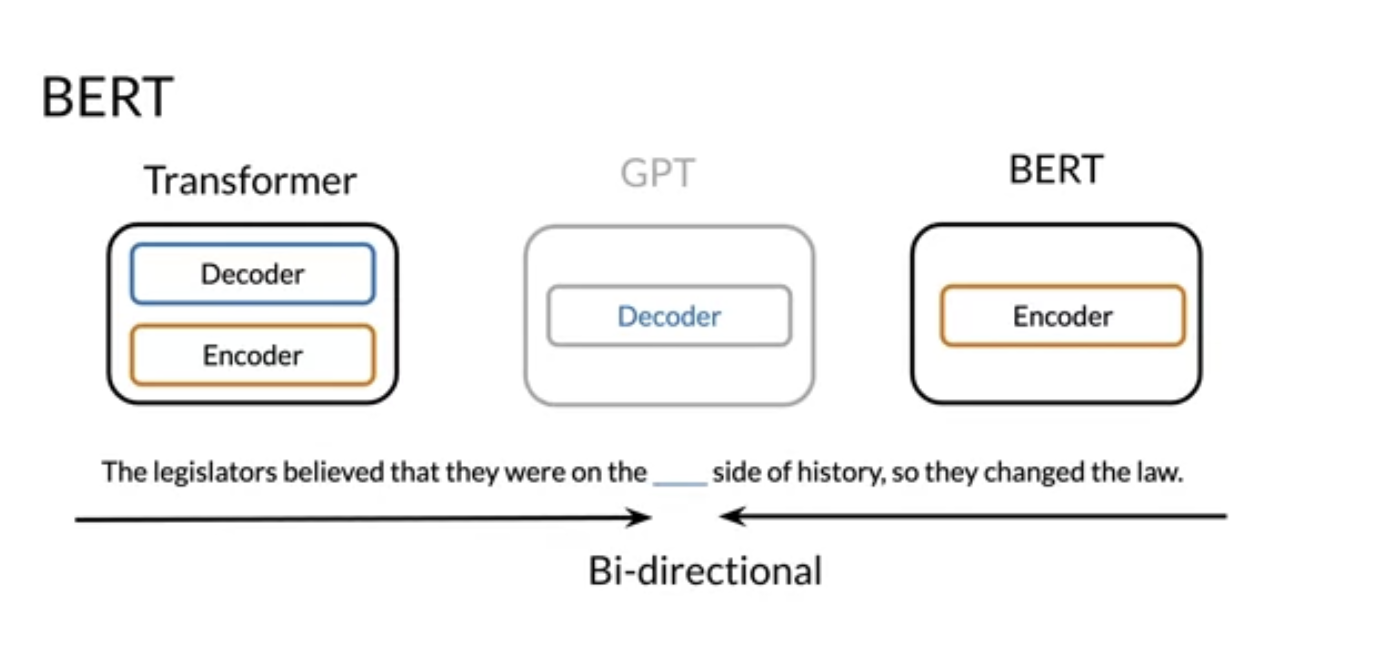 BERT
Transformer
GPT
BERT
Decoder
Encoder
Decoder
Encoder
The legislators believed that they were on the ____ side of history, so they changed the law.
Bi-directional